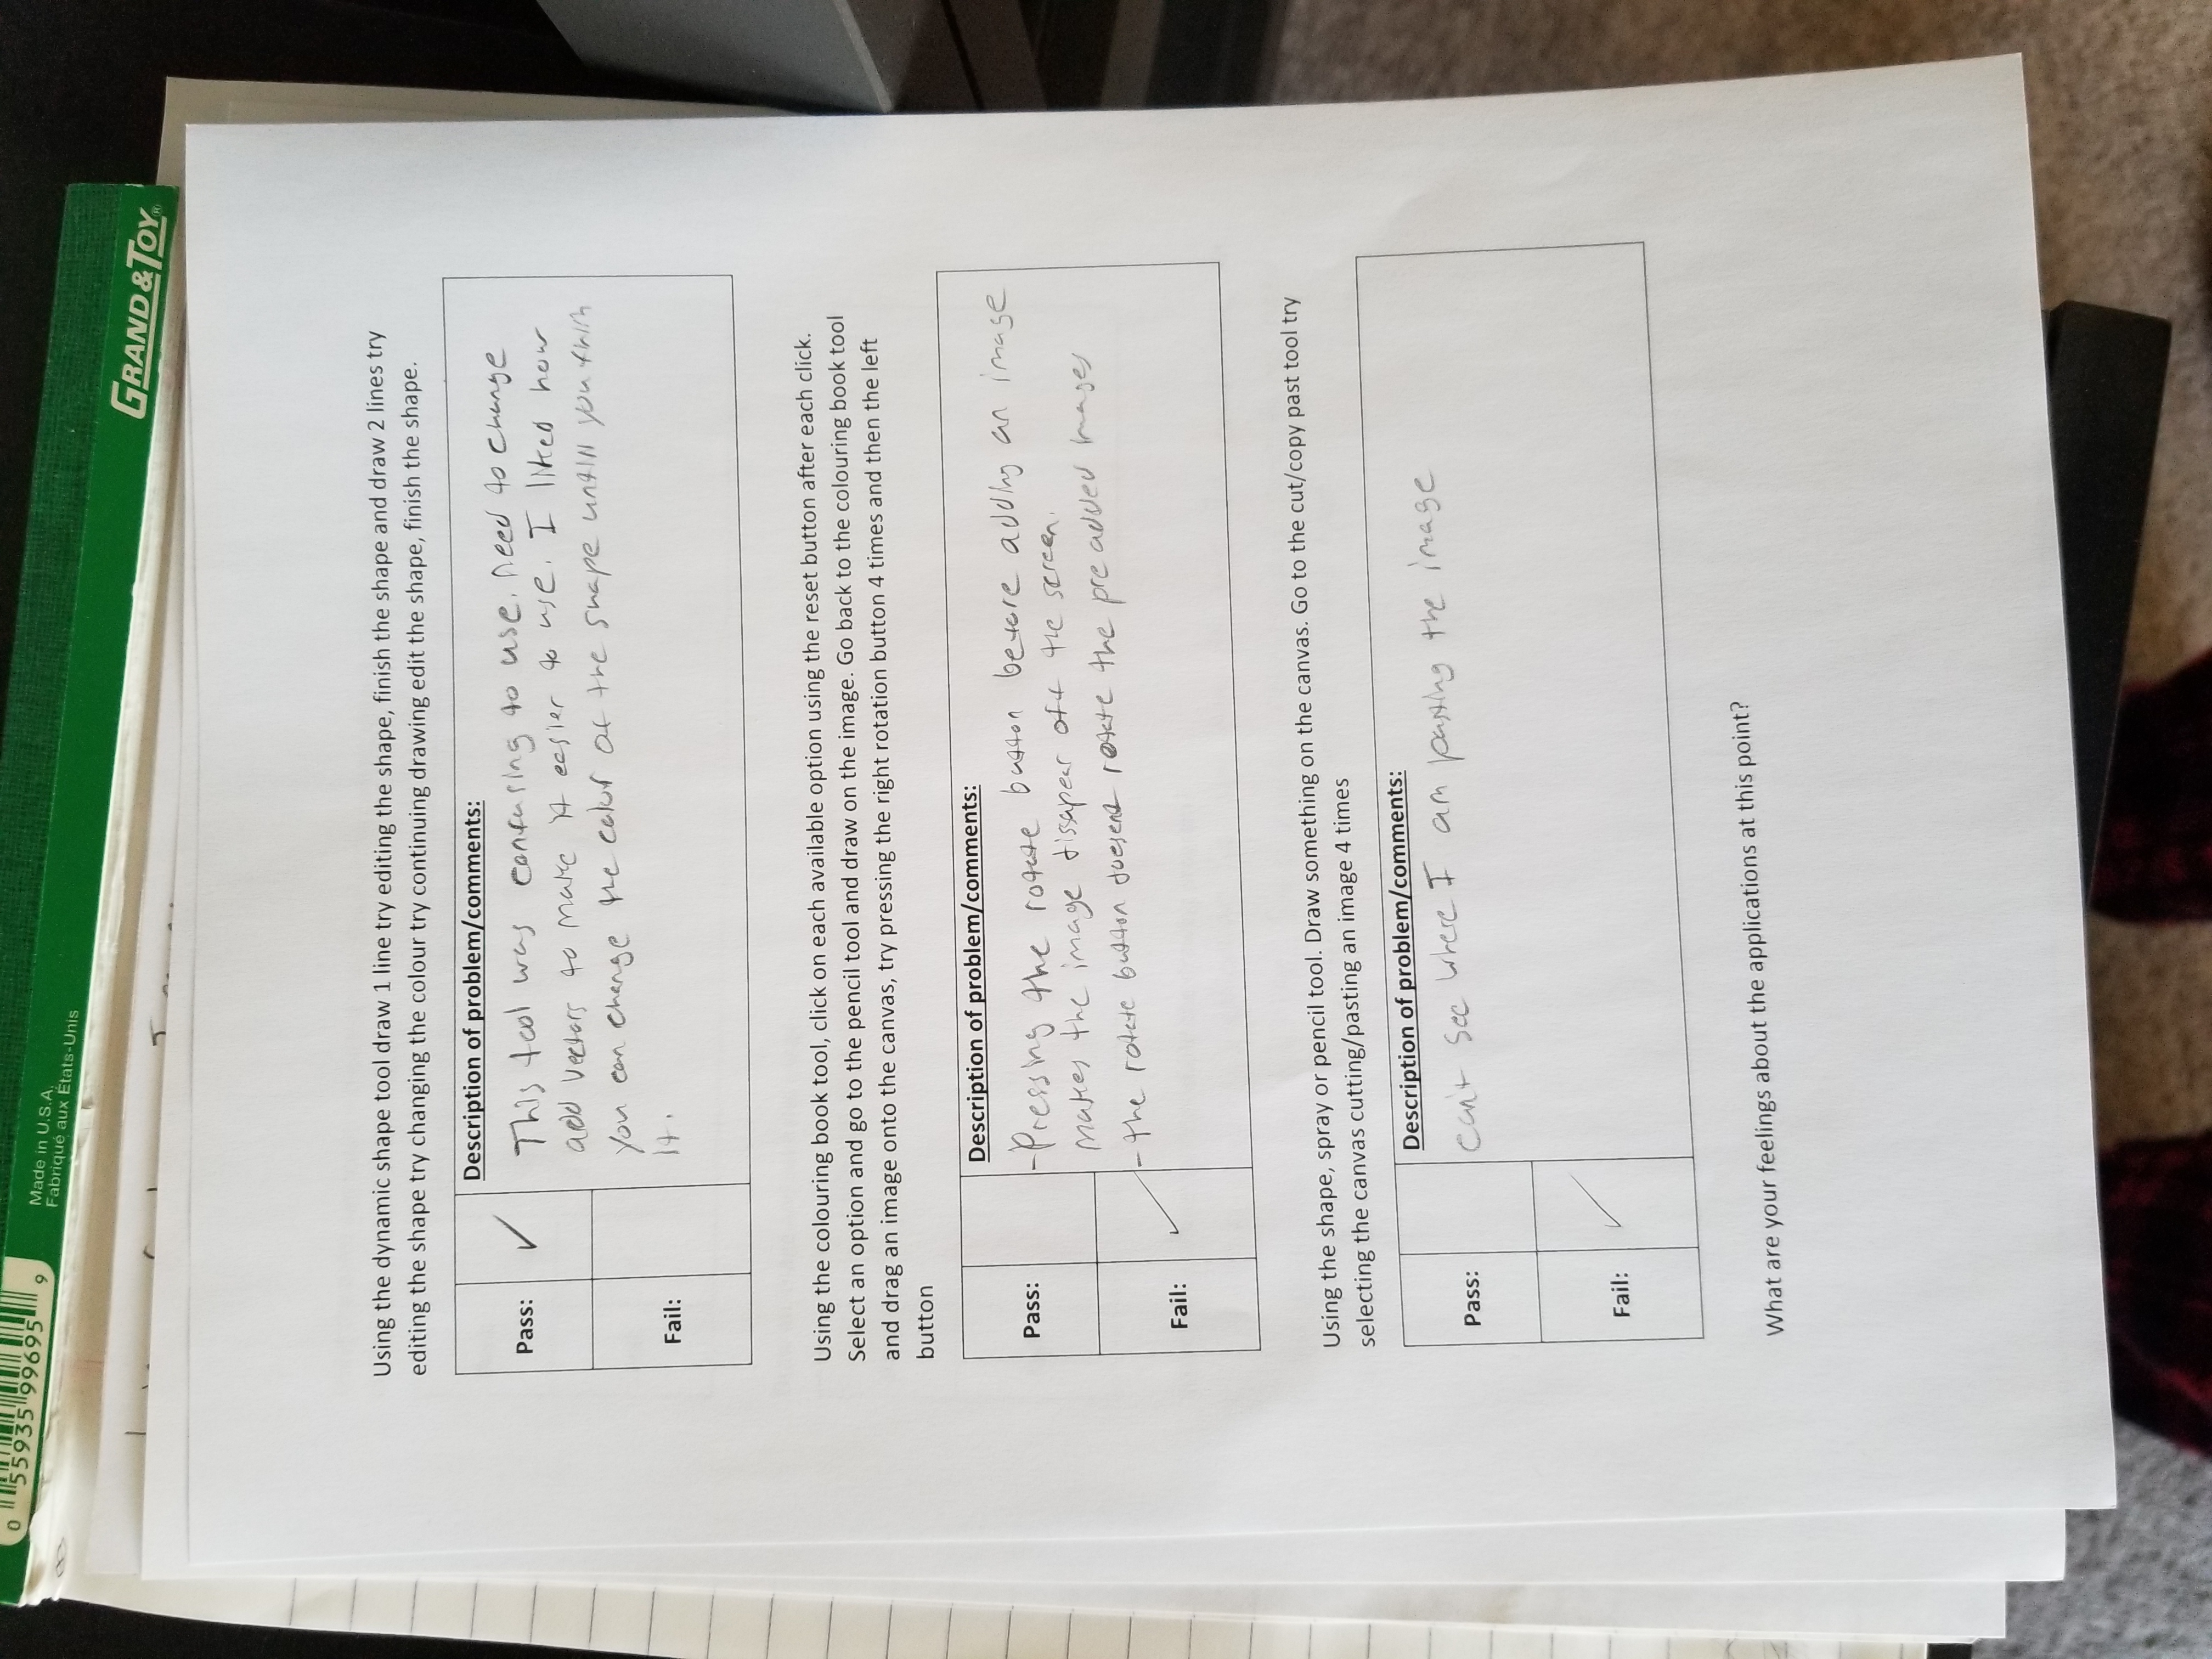 0 55935 99695 9
Made in U.S.A.
Fabriqué aux États-Unis
GRAND&TOY®
Using the dynamic shape tool draw 1 line try editing the shape, finish the shape and draw 2 lines try
editing the shape try changing the colour try continuing drawing edit the shape, finish the shape.
Description of problem/comments:
Pass: ✓
This tool was confusing to use. need to change
add vectors to make it easier to use. I liked how
you can change the color of the shape untill you
it.
Fail:
Using the colouring book tool, click on each available option using the reset button after each click.
Select an option and go to the pencil tool and draw on the image. Go back to the colouring book tool
and drag an image onto the canvas, try pressing the right rotation button 4 times and then the left
button
Description of problem/comments:
Pass:
-Pressing the rotate button before adding an image
makes the image dissapear off the screen.
- the rotate button doesent rotate the pre added images
Fail: ✓
Using the shape, spray or pencil tool. Draw something on the canvas. Go to the cut/copy past tool try
selecting the canvas cutting/pasting an image 4 times
Description of problem/comments:
can't see where I am pasting the image
Pass:
Fail: ✓
What are your feelings about the applications at this point?